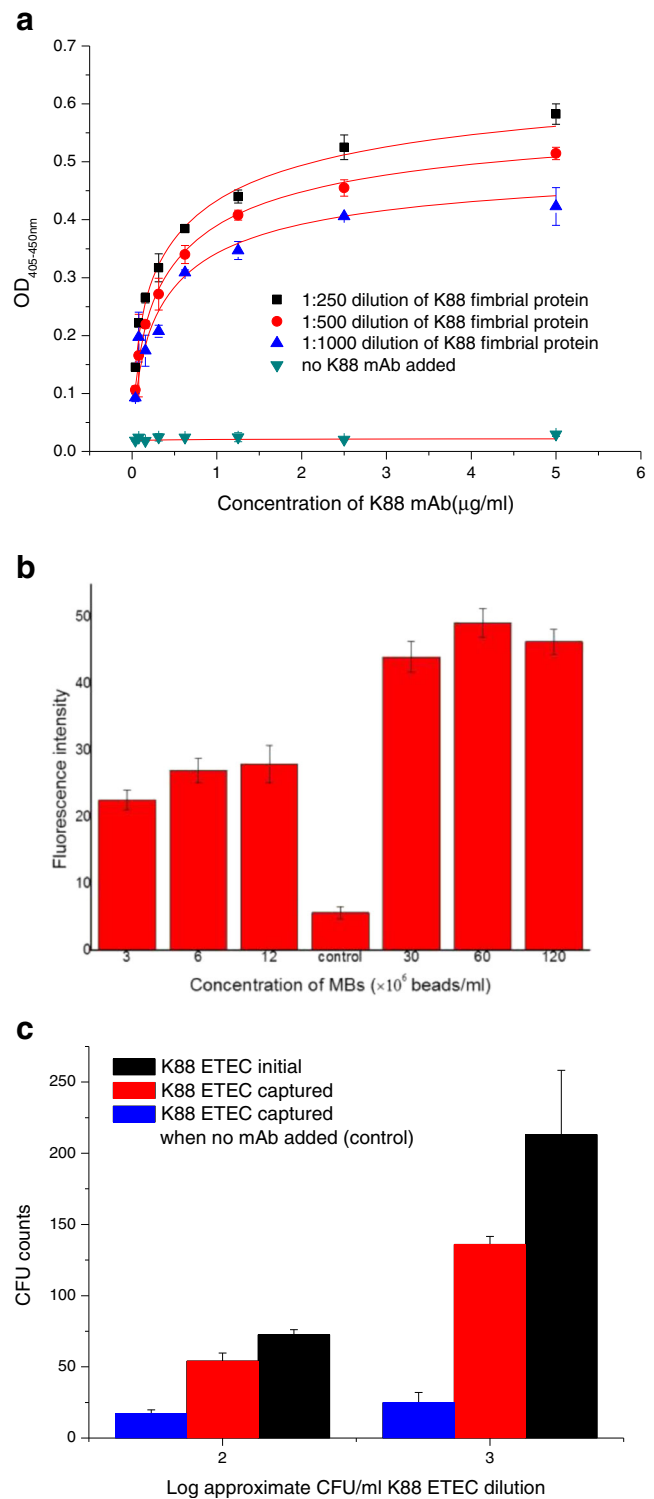 a
0.7
0.6
0.5
0.4
0.3
0.2
0.1
0.0
OD405-450nm
1:250 dilution of K88 fimbrial protein
1:500 dilution of K88 fimbrial protein
1:1000 dilution of K88 fimbrial protein
no K88 mAb added
0 1 2 3 4 5 6
Concentration of K88 mAb(µg/ml)
b
50
40
30
20
10
0
Fluorescence intensity
3 6 12 control 30 60 120
Concentration of MBs (×10⁶ beads/ml)
c
K88 ETEC initial
K88 ETEC captured
K88 ETEC captured
when no mAb added (control)
250
200
150
100
50
0
CFU counts
2 3
Log approximate CFU/ml K88 ETEC dilution